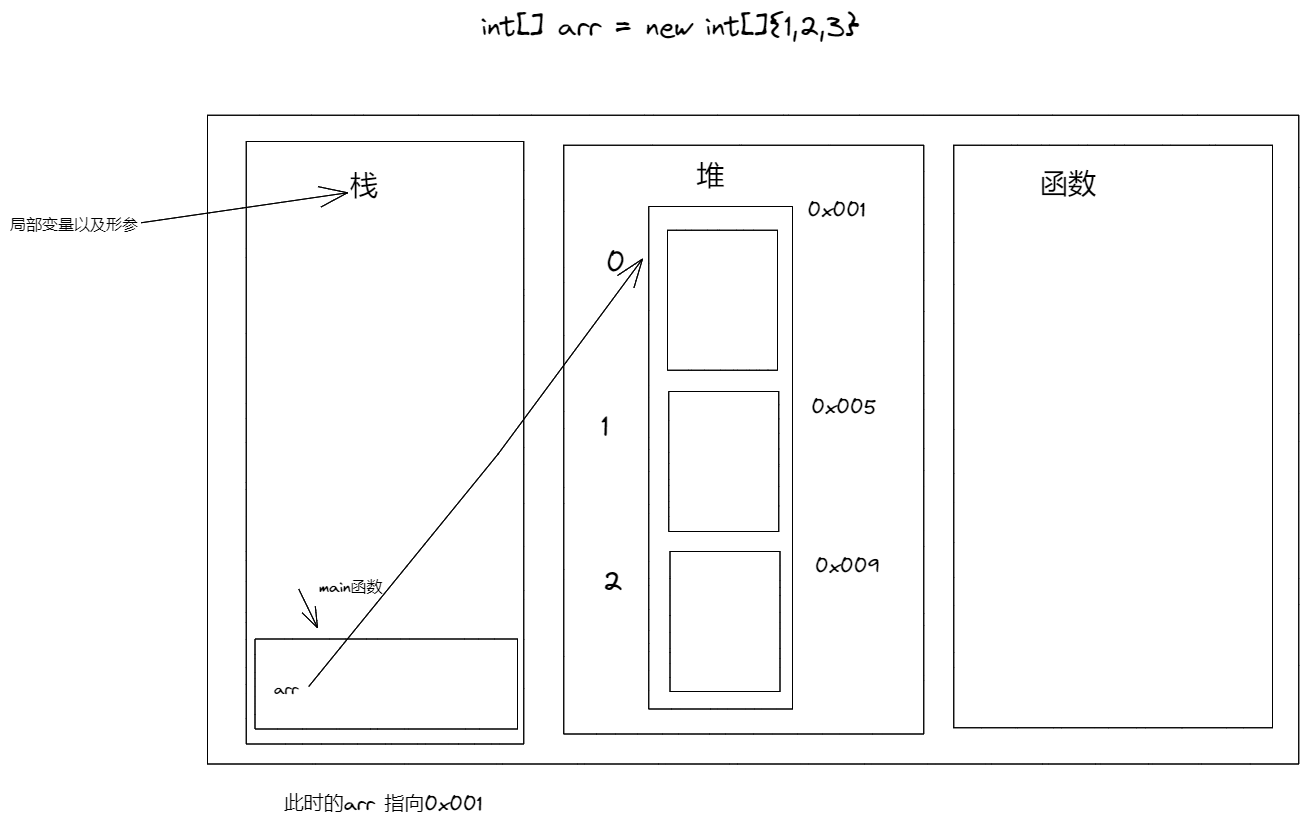 int[] arr = new int[]{1,2,3}
栈
堆
函数
局部变量以及形参
0x001
0
0x005
1
0x009
2
main函数
arr
此时的arr 指向0x001